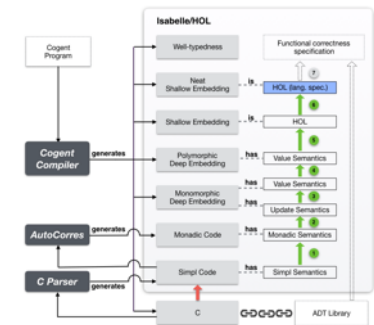 Isabelle/HOL
Cogent
Program
Well-typedness
Functional correctness
specification
7
Neat
Shallow Embedding
is
HOL (lang. spec.)
6
Shallow Embedding
is
HOL
5
Cogent
Compiler
generates
Polymorphic
Deep Embedding
has
Value Semantics
4
Value Semantics
Monomorphic
Deep Embedding
has
3
has
Update Semantics
2
AutoCorres
generates
Monadic Code
has
Monadic Semantics
1
C Parser
generates
Simpl Code
has
Simpl Semantics
C
ADT Library